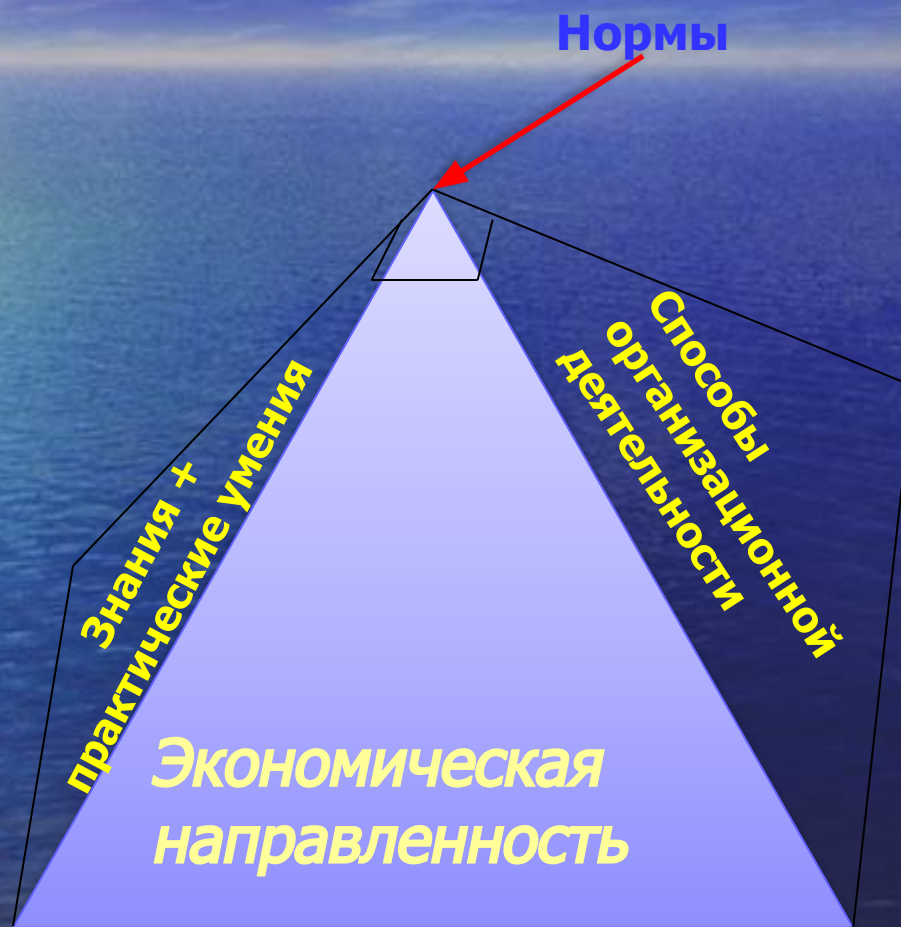 Нормы
Знания +
практические умения
Способы
организационной
деятельности
Экономическая
направленность